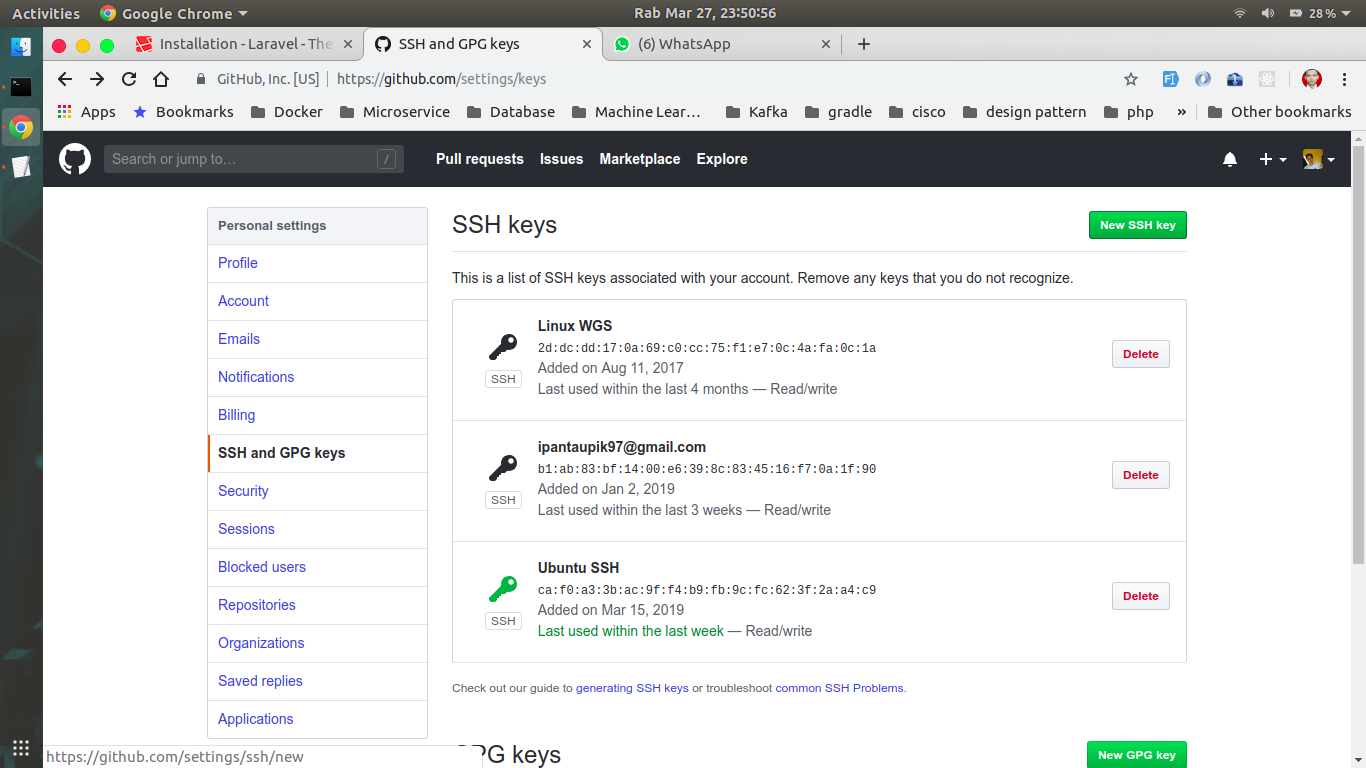 Activities Google Chrome Rab Mar 27, 23:50:56 28%
Installation - Laravel - The SSH and GPG keys (6) WhatsApp
GitHub, Inc. [US] https://github.com/settings/keys
Apps Bookmarks Docker Microservice Database Machine Lear… Kafka gradle cisco design pattern php » Other bookmarks
Search or jump to… / Pull requests Issues Marketplace Explore
Personal settings
Profile
Account
Emails
Notifications
Billing
SSH and GPG keys
Security
Sessions
Blocked users
Repositories
Organizations
Saved replies
Applications
SSH keys New SSH key
This is a list of SSH keys associated with your account. Remove any keys that you do not recognize.
Linux WGS
2d:dc:dd:17:0a:69:c0:cc:75:f1:e7:0c:4a:fa:0c:1a
Added on Aug 11, 2017
Last used within the last 4 months — Read/write
SSH
Delete
ipantaupik97@gmail.com
b1:ab:83:bf:14:00:e6:39:8c:83:45:16:f7:0a:1f:90
Added on Jan 2, 2019
Last used within the last 3 weeks — Read/write
SSH
Delete
Ubuntu SSH
ca:f0:a3:3b:ac:9f:f4:b9:fb:9c:fc:62:3f:2a:a4:c9
Added on Mar 15, 2019
Last used within the last week — Read/write
SSH
Delete
Check out our guide to generating SSH keys or troubleshoot common SSH Problems.
GPG keys New GPG key
https://github.com/settings/ssh/new